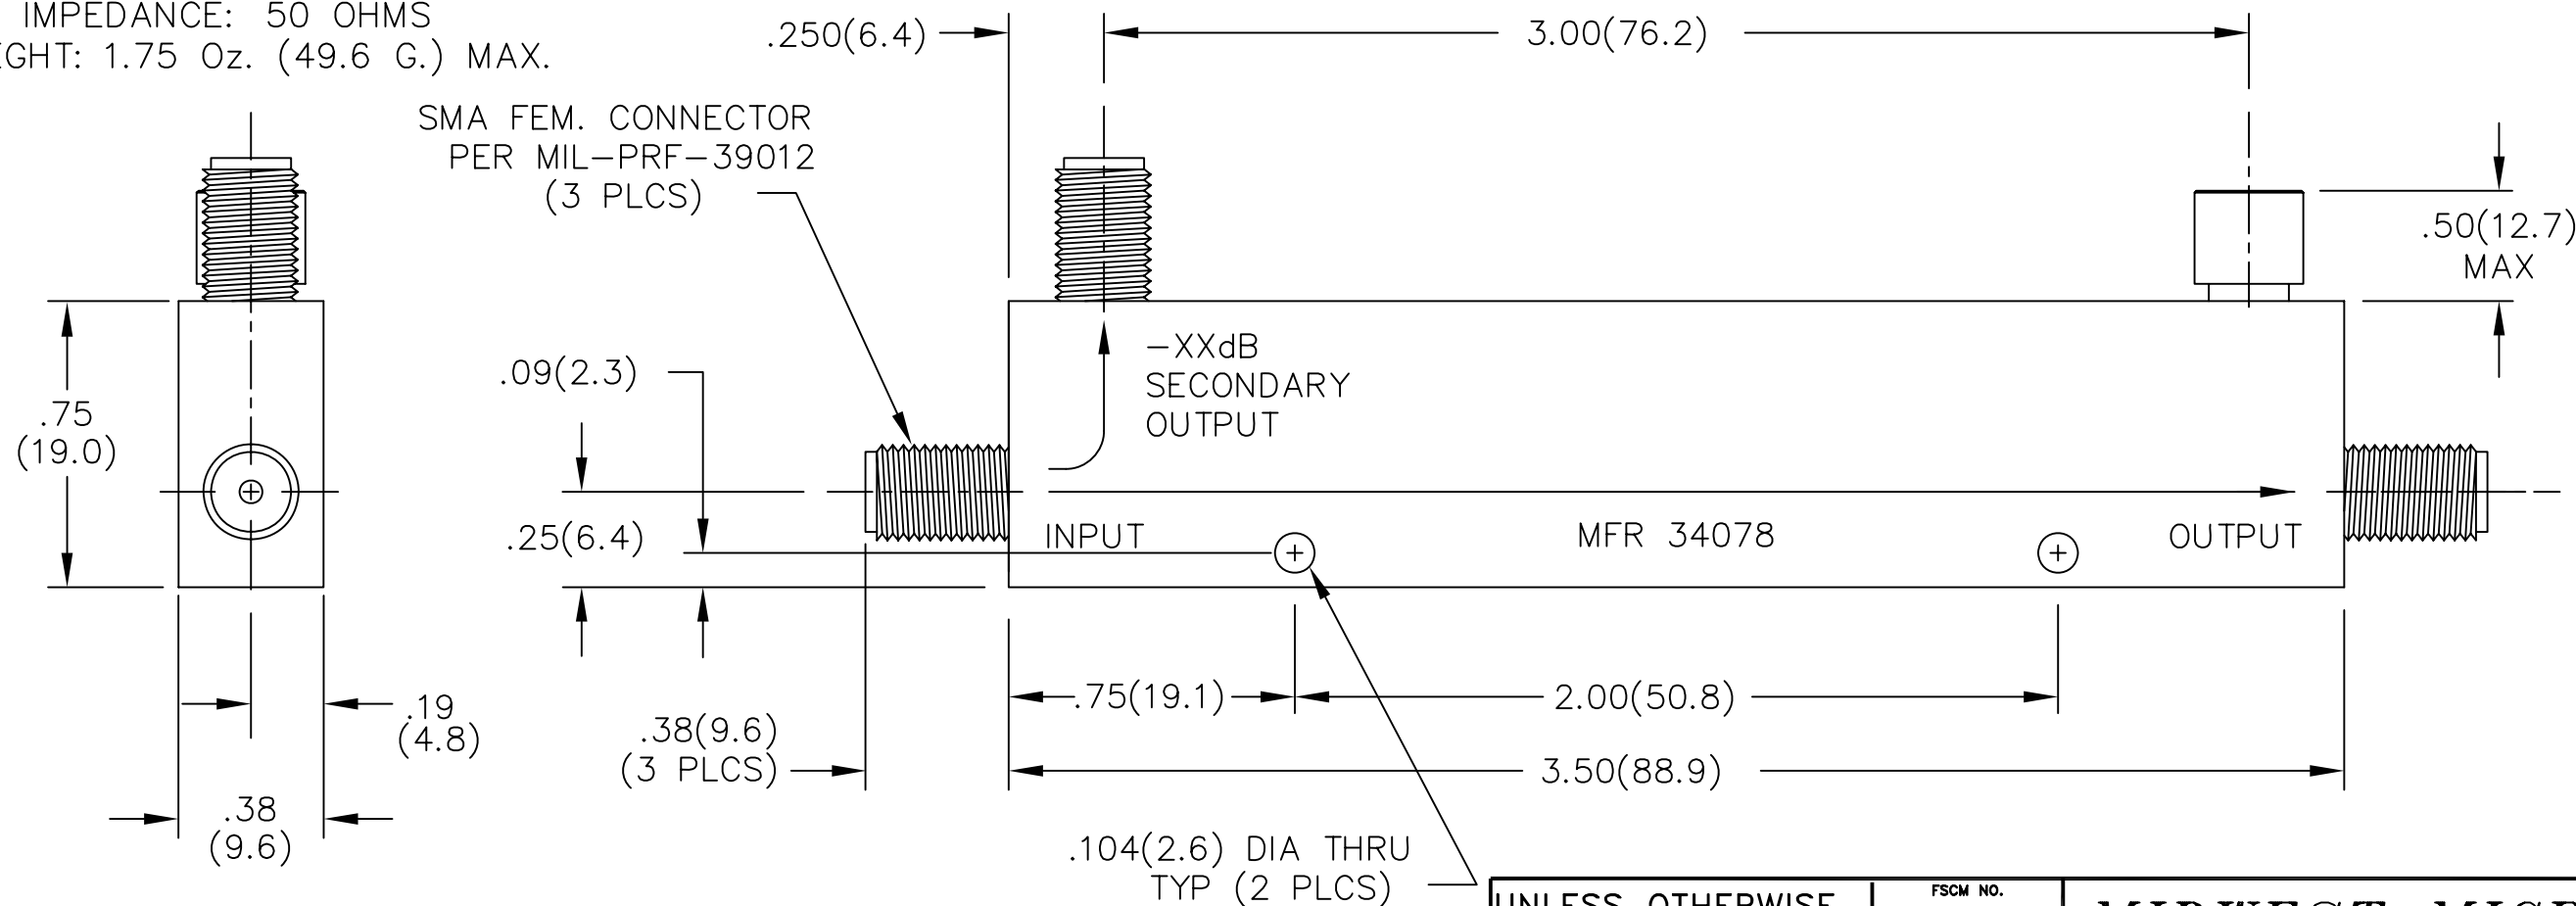 IMPEDANCE: 50 OHMS
1.75 Oz. (49.6 G.) MAX.
.250(6.4)
3.00(76.2)
SMA FEM. CONNECTOR
PER MIL-PRF-39012
(3 PLCS)
.50(12.7)
MAX
-XXdB
SECONDARY
OUTPUT
.09(2.3)
.75
(19.0)
.25(6.4)
INPUT
MFR 34078
OUTPUT
.19
(4.8)
.75(19.1)
2.00(50.8)
.38(9.6)
(3 PLCS)
3.50(88.9)
.38
(9.6)
.104(2.6) DIA THRU
TYP (2 PLCS)
UNLESS OTHERWISE
FSCM NO.
MIDWEST